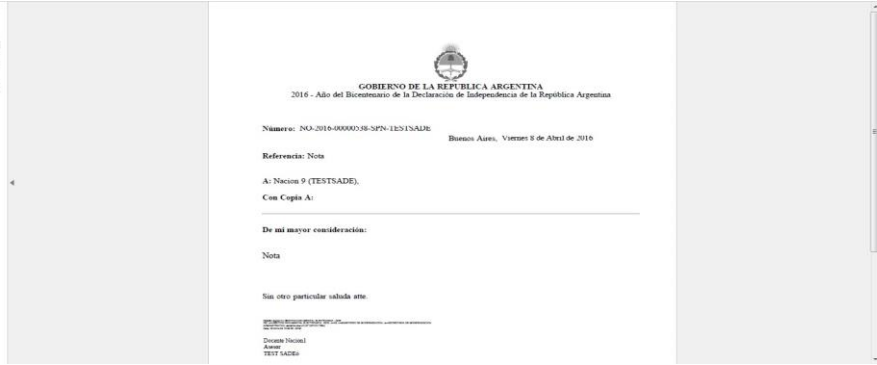 GOBIERNO DE LA REPUBLICA ARGENTINA
2016 - Año del Bicentenario de la Declaración de Independencia de la República Argentina
Número: NO-2016-00000538-SPN-TESTSADE
Buenos Aires, Viernes 8 de Abril de 2016
Referencia: Nota
A: Nacion 9 (TESTSADE),
Con Copia A:
De mi mayor consideración:
Nota
Sin otro particular saluda atte.
Docente Nacion1
Asesor
TEST SADE6